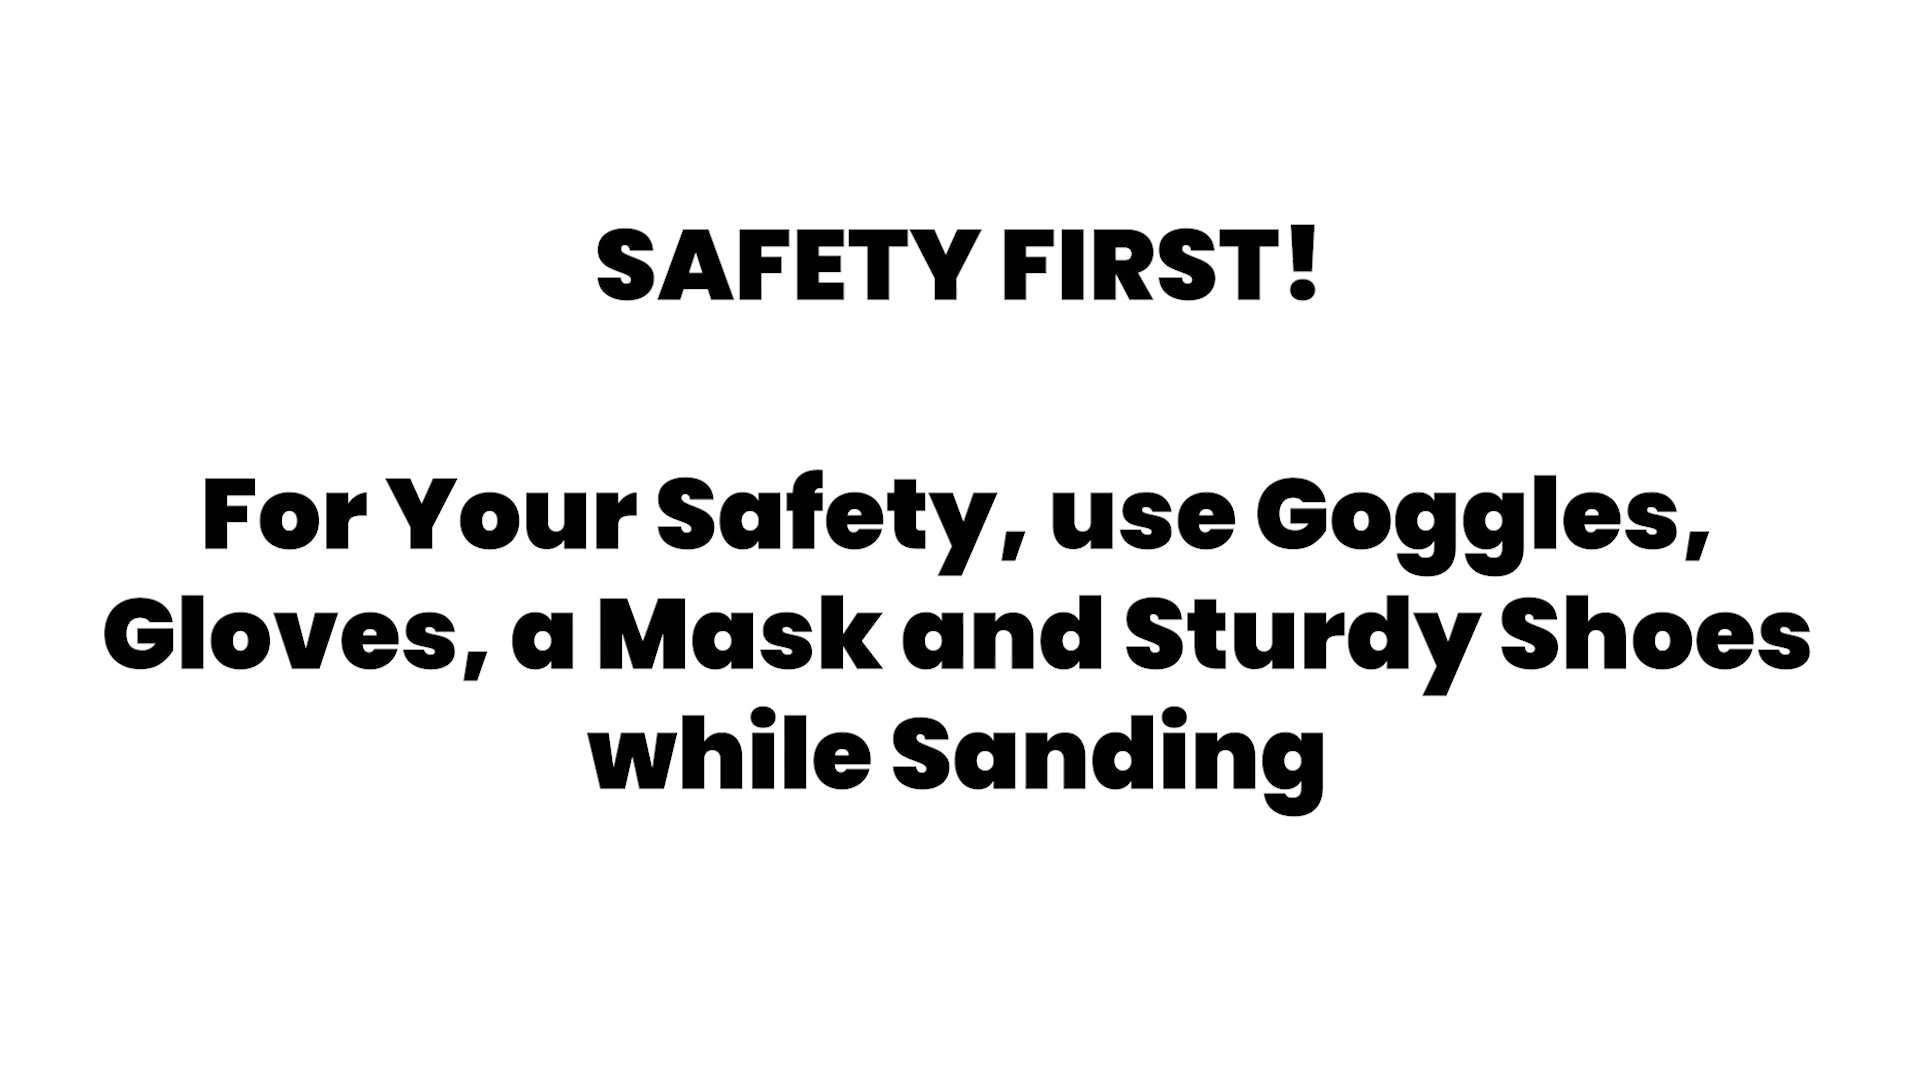 SAFETY FIRST!
For Your Safety, use Goggles,
Gloves, a Mask and Sturdy Shoes
while Sanding